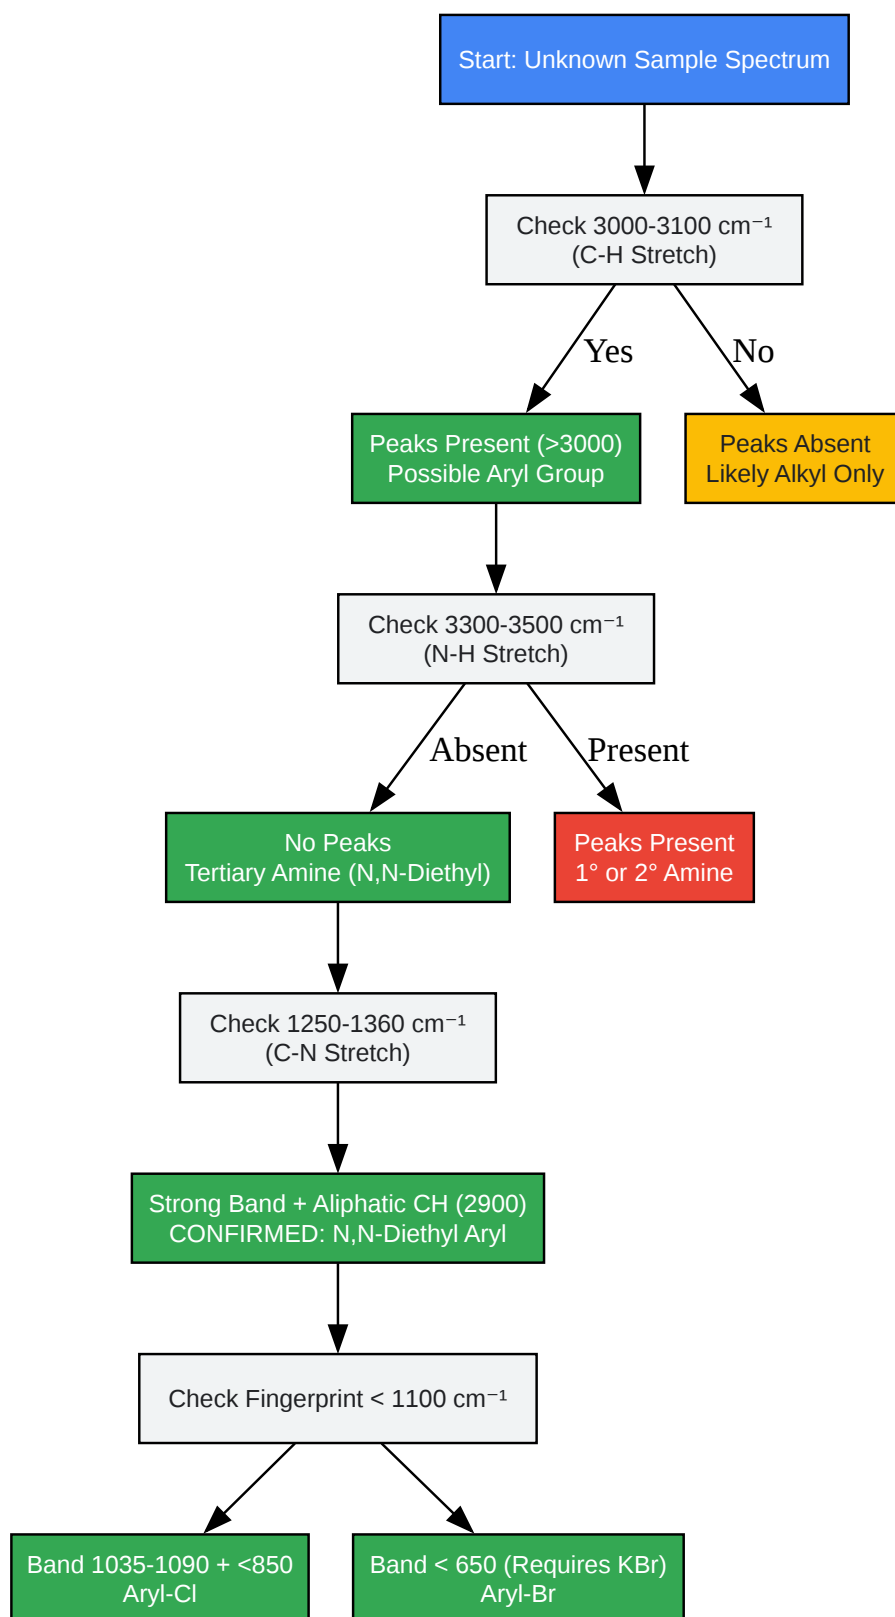 Start: Unknown Sample Spectrum
Check 3000-3100 cm⁻¹
(C-H Stretch)
Yes
No
Peaks Present (>3000)
Possible Aryl Group
Peaks Absent
Likely Alkyl Only
Check 3300-3500 cm⁻¹
(N-H Stretch)
Absent
Present
No Peaks
Tertiary Amine (N,N-Diethyl)
Peaks Present
1° or 2° Amine
Check 1250-1360 cm⁻¹
(C-N Stretch)
Strong Band + Aliphatic CH (2900)
CONFIRMED: N,N-Diethyl Aryl
Check Fingerprint < 1100 cm⁻¹
Band 1035-1090 + <850
Aryl-Cl
Band < 650 (Requires KBr)
Aryl-Br